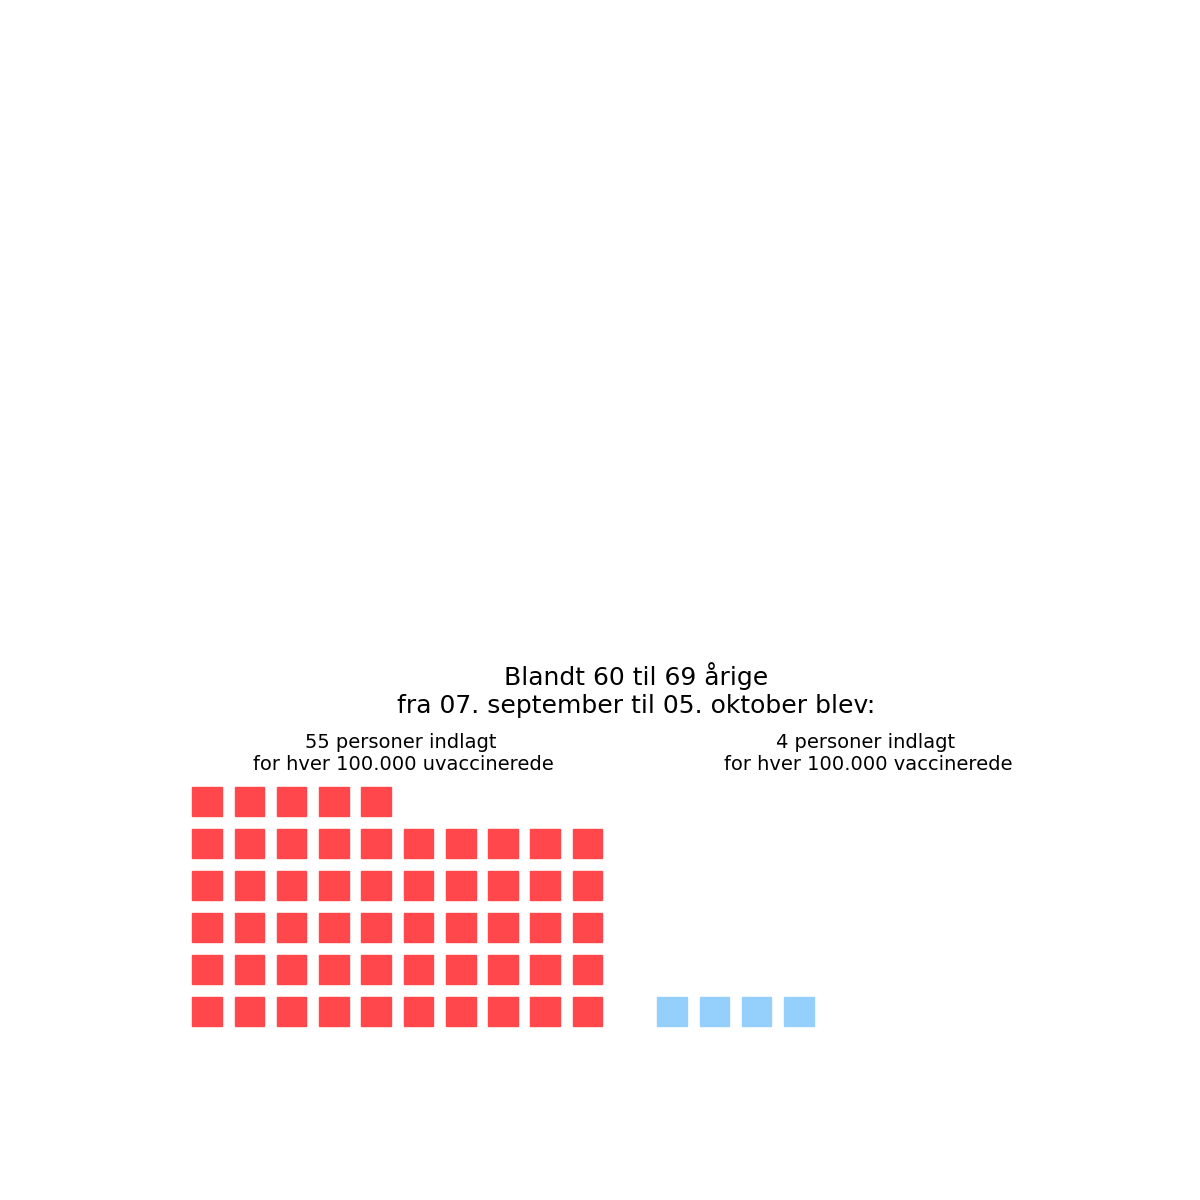 Blandt 60 til 69 årige
fra 07. september til 05. oktober blev:
55 personer indlagt
for hver 100.000 uvaccinerede
4 personer indlagt
for hver 100.000 vaccinerede